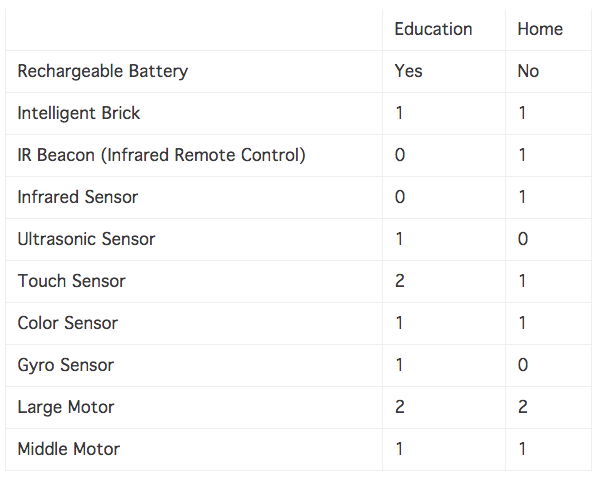 Education Home
Rechargeable Battery Yes No
Intelligent Brick 1 1
IR Beacon (Infrared Remote Control) 0 1
Infrared Sensor 0 1
Ultrasonic Sensor 1 0
Touch Sensor 2 1
Color Sensor 1 1
Gyro Sensor 1 0
Large Motor 2 2
Middle Motor 1 1